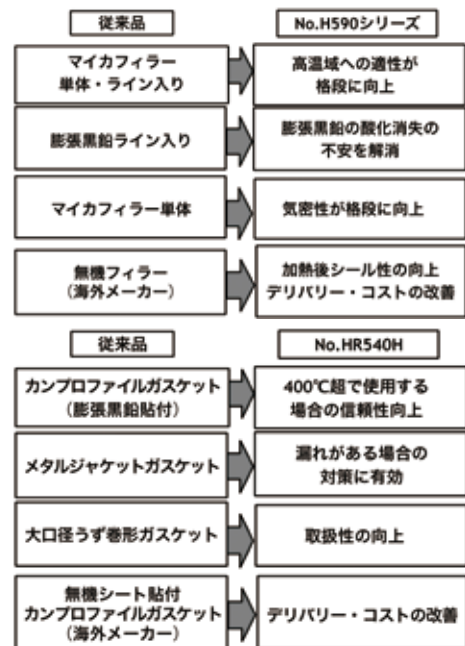 従来品
No.H590シリーズ
マイカフィラー
単体・ライン入り
高温域への適性が
格段に向上
膨張黒鉛ライン入り
膨張黒鉛の酸化消失の
不安を解消
マイカフィラー単体
気密性が格段に向上
無機フィラー
(海外メーカー)
加熱後シール性の向上
デリバリー・コストの改善
従来品
No.HR540H
カンプロファイルガスケット
(膨張黒鉛貼付)
400℃超で使用する
場合の信頼性向上
メタルジャケットガスケット
漏れがある場合の
対策に有効
大口径うず巻形ガスケット
取扱性の向上
無機シート貼付
カンプロファイルガスケット
(海外メーカー)
デリバリー・コストの改善